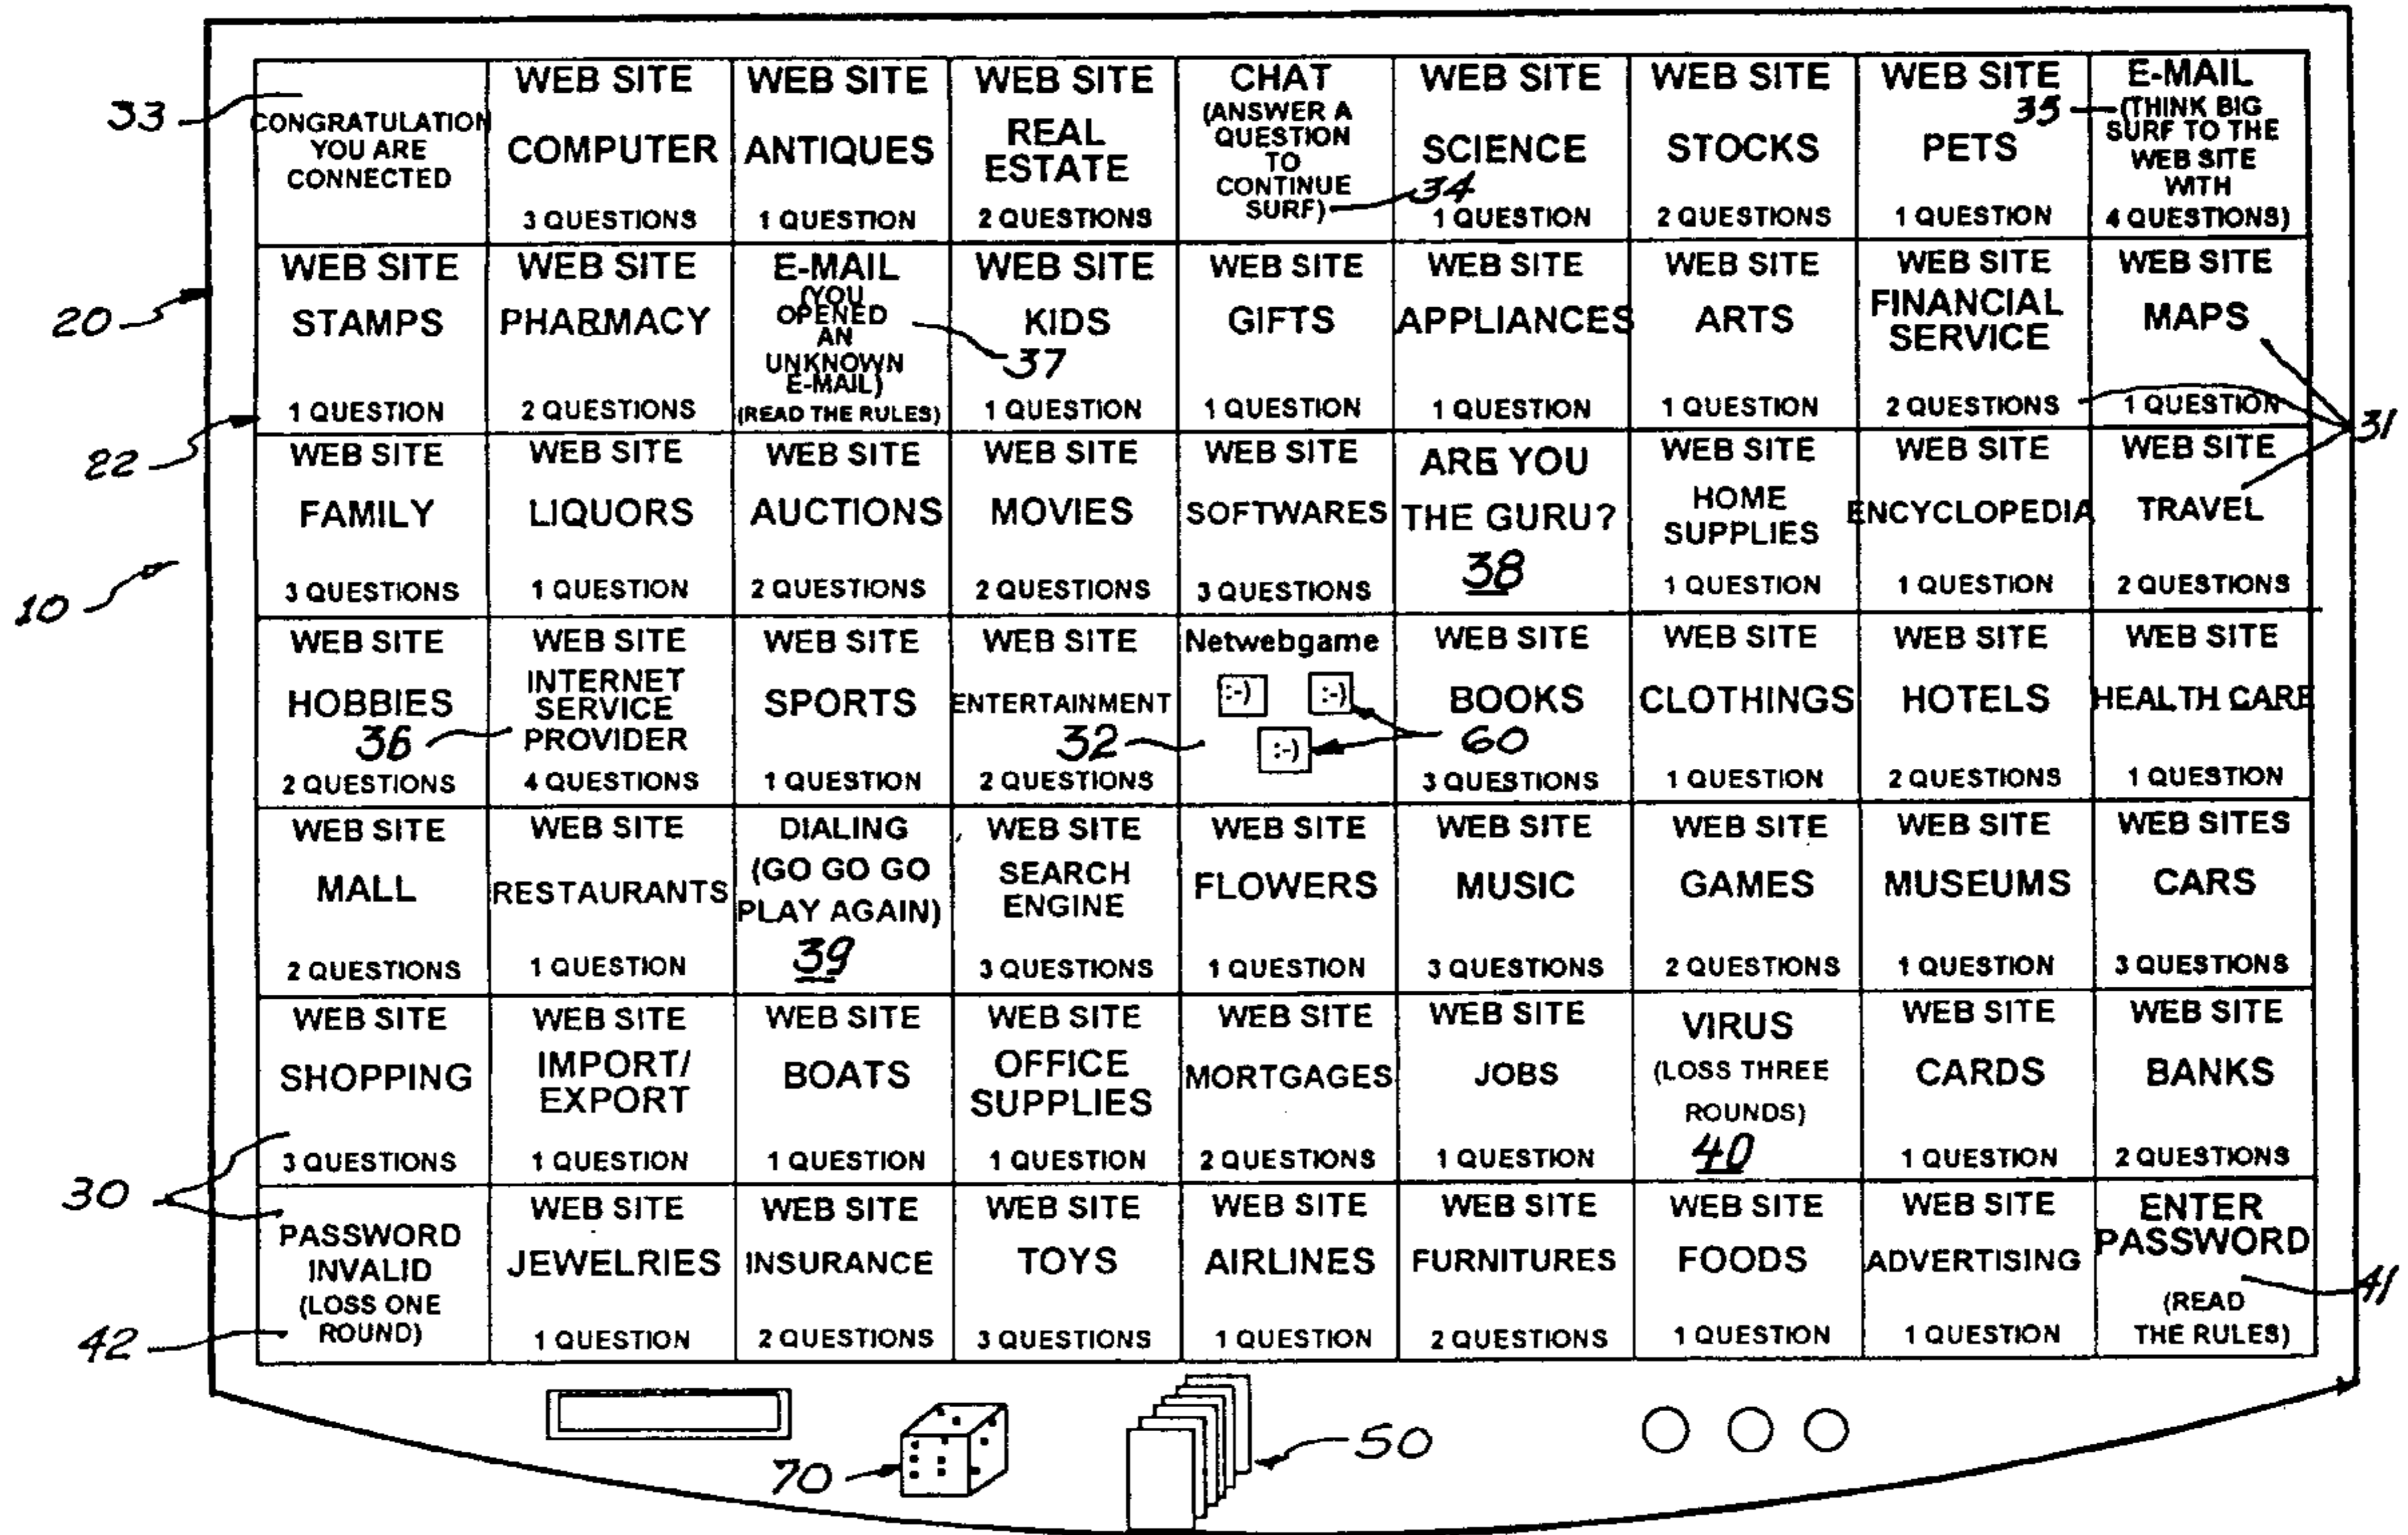 33
CONGRATULATION
YOU ARE
CONNECTED
WEB SITE
COMPUTER
3 QUESTIONS
WEB SITE
ANTIQUES
1 QUESTION
WEB SITE
REAL
ESTATE
2 QUESTIONS
CHAT
(ANSWER A
QUESTION
TO
CONTINUE
SURF)
34
WEB SITE
SCIENCE
1 QUESTION
WEB SITE
STOCKS
2 QUESTIONS
WEB SITE
PETS
1 QUESTION
35
E-MAIL
(THINK BIG
SURF TO THE
WEB SITE
WITH
4 QUESTIONS)
20
22
WEB SITE
STAMPS
1 QUESTION
WEB SITE
PHARMACY
2 QUESTIONS
E-MAIL
(YOU
OPENED
AN
UNKNOWN
E-MAIL)
(READ THE RULES)
37
WEB SITE
KIDS
1 QUESTION
WEB SITE
GIFTS
1 QUESTION
WEB SITE
APPLIANCES
1 QUESTION
WEB SITE
ARTS
1 QUESTION
WEB SITE
FINANCIAL
SERVICE
2 QUESTIONS
WEB SITE
MAPS
1 QUESTION
31
10
WEB SITE
FAMILY
3 QUESTIONS
WEB SITE
LIQUORS
1 QUESTION
WEB SITE
AUCTIONS
2 QUESTIONS
WEB SITE
MOVIES
2 QUESTIONS
WEB SITE
SOFTWARES
3 QUESTIONS
ARE YOU
THE GURU?
38
WEB SITE
HOME
SUPPLIES
1 QUESTION
WEB SITE
ENCYCLOPEDIA
1 QUESTION
WEB SITE
TRAVEL
2 QUESTIONS
WEB SITE
HOBBIES
36
2 QUESTIONS
WEB SITE
INTERNET
SERVICE
PROVIDER
4 QUESTIONS
WEB SITE
SPORTS
1 QUESTION
WEB SITE
ENTERTAINMENT
32
2 QUESTIONS
Netwebgame
:-)
:-)
:-)
60
WEB SITE
BOOKS
3 QUESTIONS
WEB SITE
CLOTHINGS
1 QUESTION
WEB SITE
HOTELS
2 QUESTIONS
WEB SITE
HEALTH CARE
1 QUESTION
WEB SITE
MALL
2 QUESTIONS
WEB SITE
RESTAURANTS
1 QUESTION
DIALING
(GO GO GO
PLAY AGAIN)
39
WEB SITE
SEARCH
ENGINE
3 QUESTIONS
WEB SITE
FLOWERS
1 QUESTION
WEB SITE
MUSIC
3 QUESTIONS
WEB SITE
GAMES
2 QUESTIONS
WEB SITE
MUSEUMS
1 QUESTION
WEB SITES
CARS
3 QUESTIONS
30
WEB SITE
SHOPPING
3 QUESTIONS
WEB SITE
IMPORT/
EXPORT
1 QUESTION
WEB SITE
BOATS
1 QUESTION
WEB SITE
OFFICE
SUPPLIES
1 QUESTION
WEB SITE
MORTGAGES
2 QUESTIONS
WEB SITE
JOBS
1 QUESTION
VIRUS
(LOSS THREE
ROUNDS)
40
WEB SITE
CARDS
1 QUESTION
WEB SITE
BANKS
2 QUESTIONS
PASSWORD
INVALID
(LOSS ONE
ROUND)
42
WEB SITE
JEWELRIES
1 QUESTION
WEB SITE
INSURANCE
2 QUESTIONS
WEB SITE
TOYS
3 QUESTIONS
WEB SITE
AIRLINES
1 QUESTION
WEB SITE
FURNITURES
2 QUESTIONS
WEB SITE
FOODS
1 QUESTION
WEB SITE
ADVERTISING
1 QUESTION
ENTER
PASSWORD
(READ
THE RULES)
41
70
50